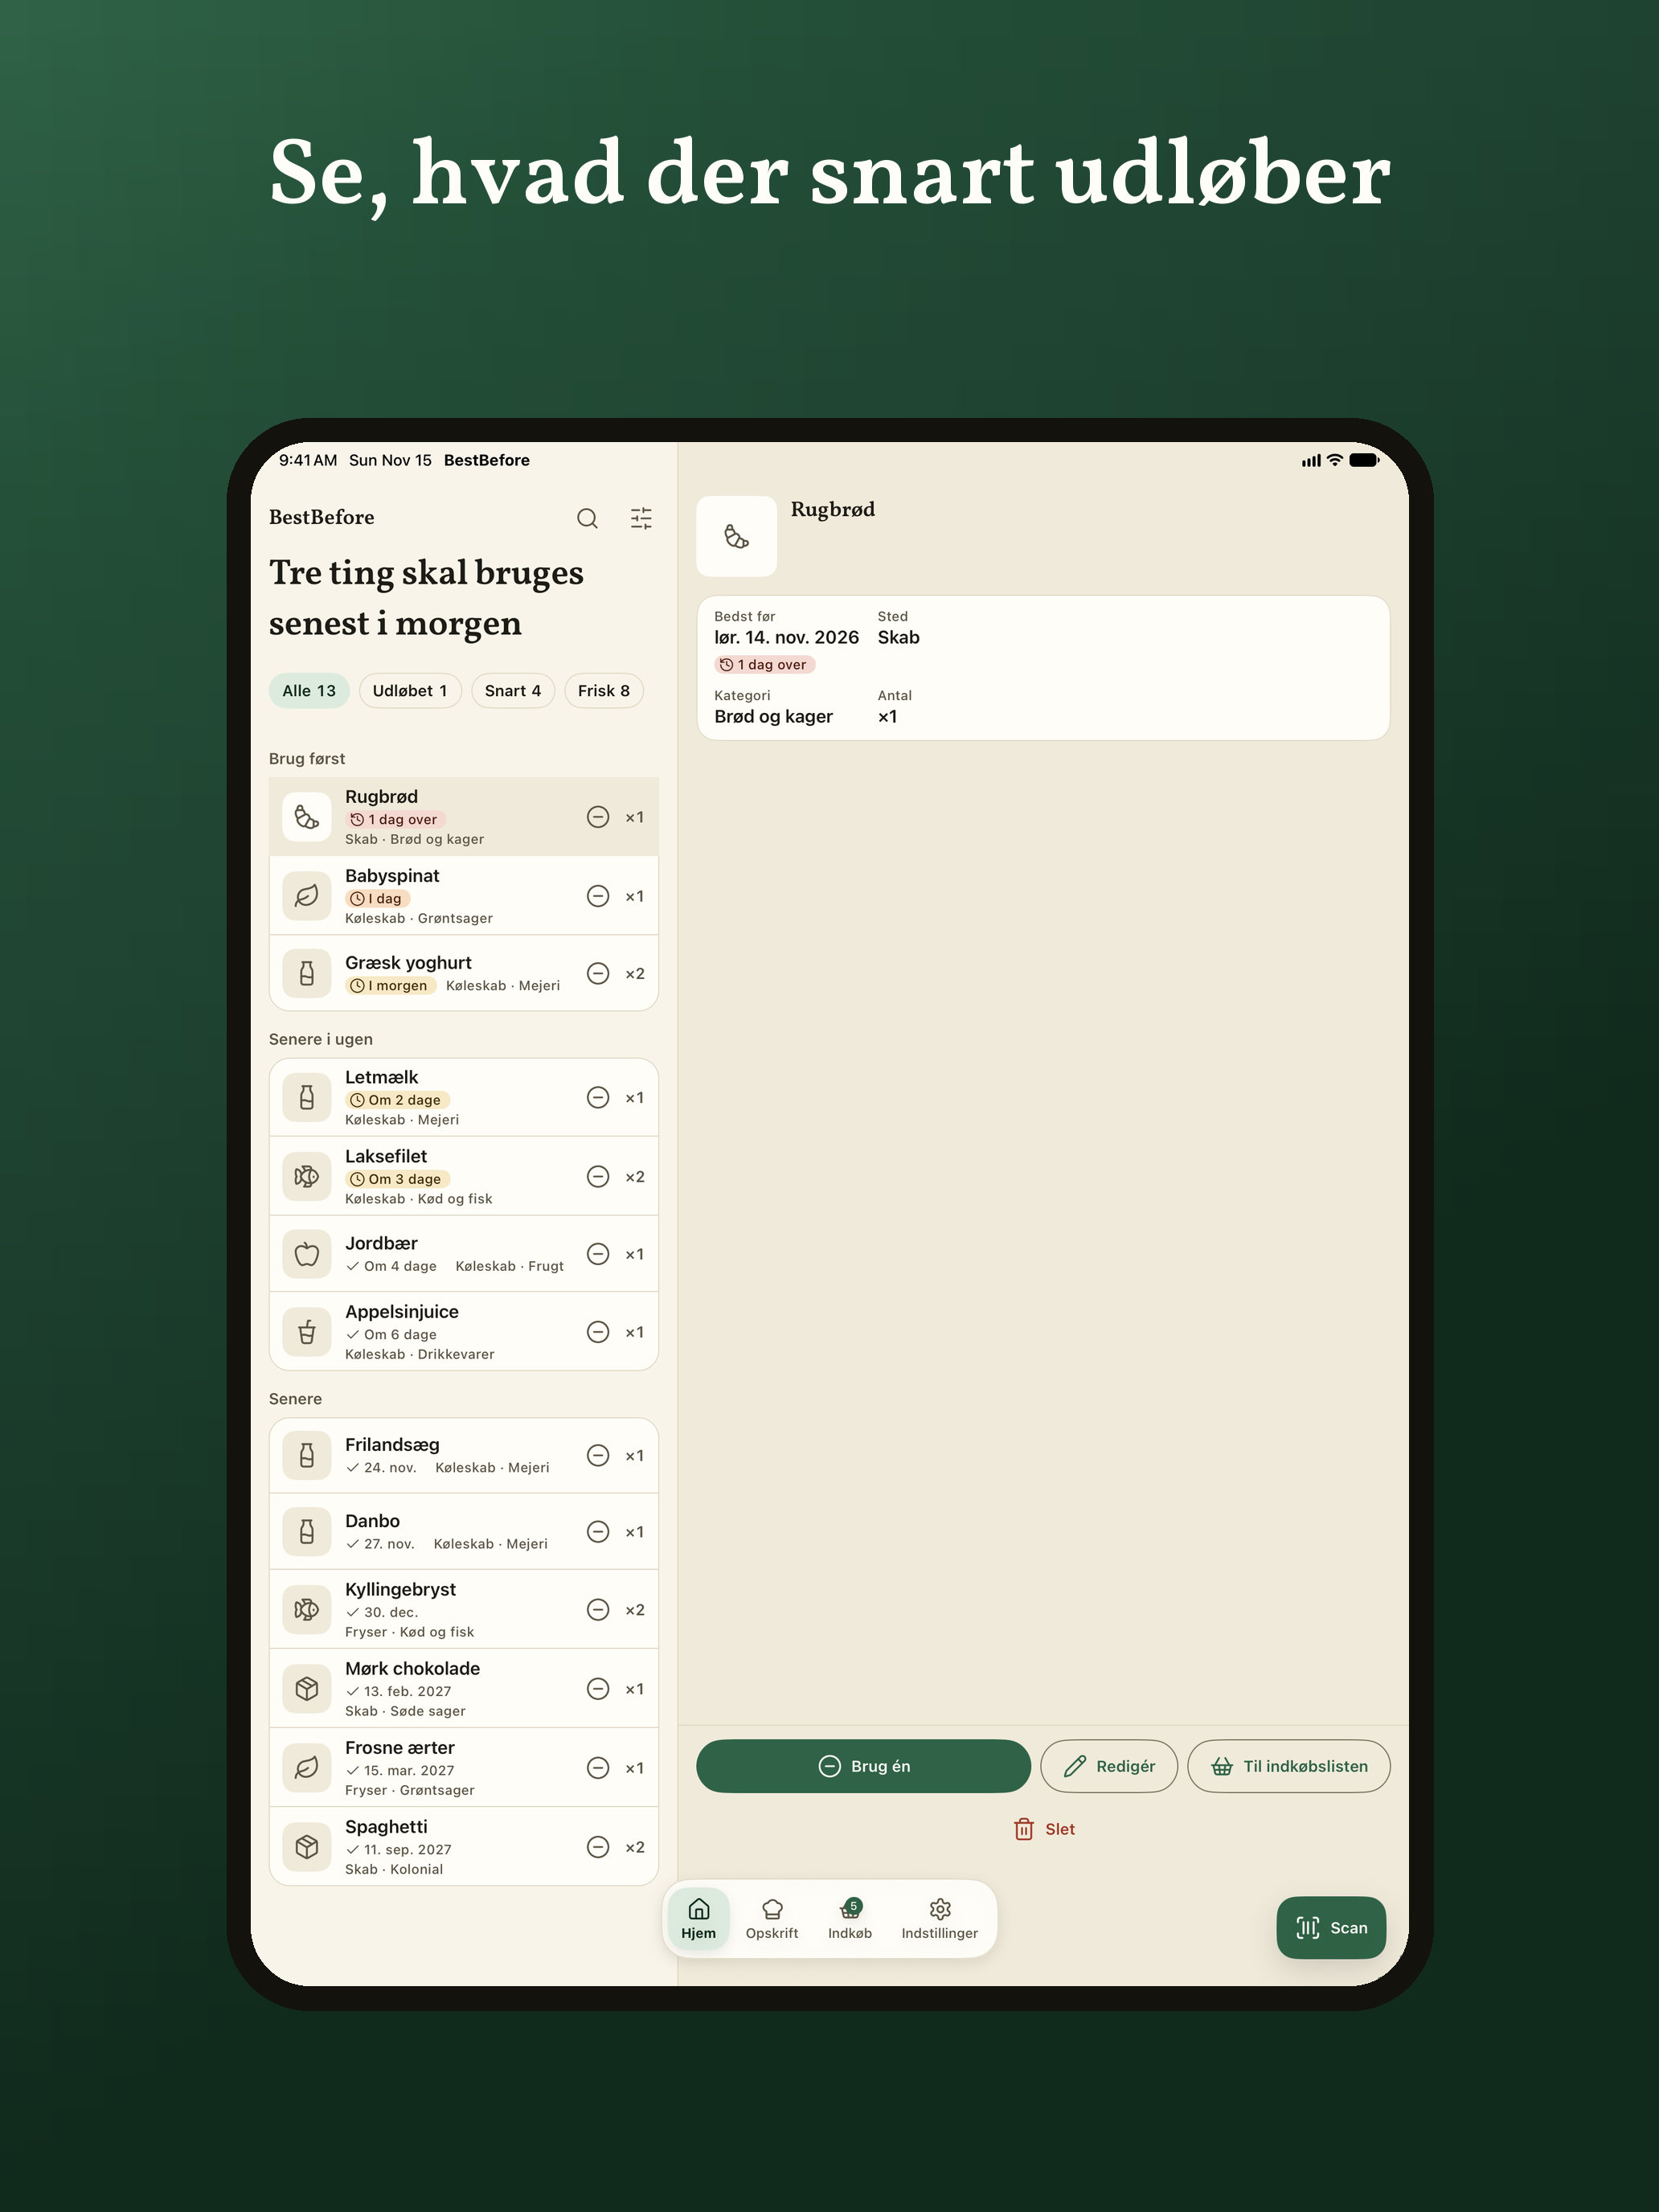 Se, hvad der snart udløber
9:41 AM Sun Nov 15 BestBefore
BestBefore
Tre ting skal bruges
senest i morgen
Alle 13 Udløbet 1 Snart 4 Frisk 8
Brug først
Rugbrød
1 dag over
Skab · Brød og kager
×1
Babyspinat
I dag
Køleskab · Grøntsager
×1
Græsk yoghurt
I morgen Køleskab · Mejeri
×2
Senere i ugen
Letmælk
Om 2 dage
Køleskab · Mejeri
×1
Laksefilet
Om 3 dage
Køleskab · Kød og fisk
×2
Jordbær
Om 4 dage Køleskab · Frugt
×1
Appelsinjuice
Om 6 dage
Køleskab · Drikkevarer
×1
Senere
Frilandsæg
24. nov. Køleskab · Mejeri
×1
Danbo
27. nov. Køleskab · Mejeri
×1
Kyllingebryst
30. dec.
Fryser · Kød og fisk
×2
Mørk chokolade
13. feb. 2027
Skab · Søde sager
×1
Frosne ærter
15. mar. 2027
Fryser · Grøntsager
×1
Spaghetti
11. sep. 2027
Skab · Kolonial
×2
Rugbrød
Bedst før Sted
lør. 14. nov. 2026 Skab
1 dag over
Kategori Antal
Brød og kager ×1
Brug én Redigér Til indkøbslisten
Slet
5
Hjem Opskrift Indkøb Indstillinger
Scan